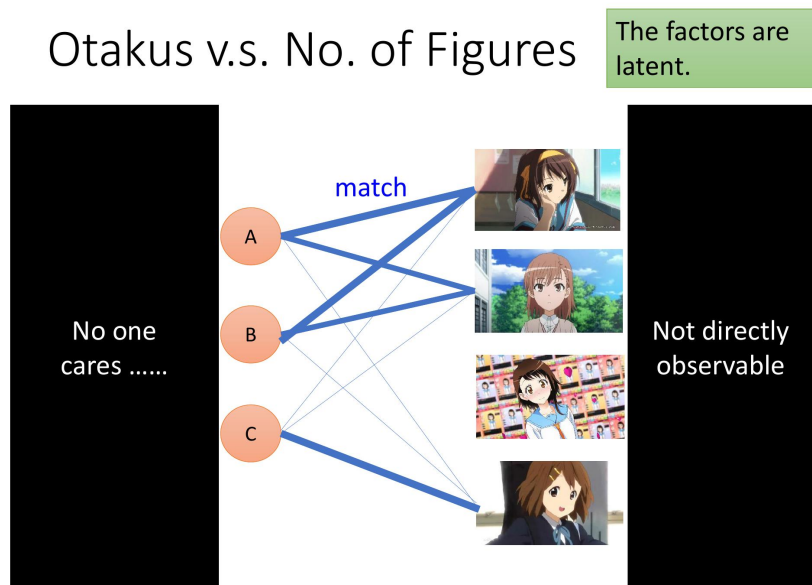 Otakus v.s. No. of Figures
The factors are
latent.
match
A
B
C
No one
cares ……
Not directly
observable